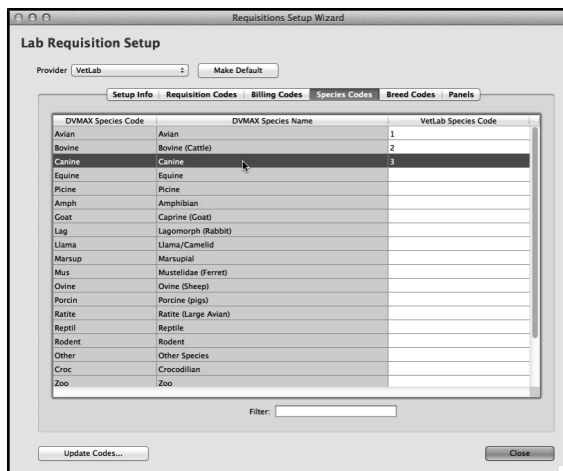 Requisitions Setup Wizard
Lab Requisition Setup
Provider VetLab Make Default
Setup Info Requisition Codes Billing Codes Species Codes Breed Codes Panels
DVMAX Species Code DVMAX Species Name VetLab Species Code
Avian Avian 1
Bovine Bovine (Cattle) 2
Canine Canine 3
Equine Equine
Picine Picine
Amph Amphibian
Goat Caprine (Goat)
Lag Lagomorph (Rabbit)
Llama Llama/Camelid
Marsup Marsupial
Mus Mustelidae (Ferret)
Ovine Ovine (Sheep)
Porcin Porcine (pigs)
Ratite Ratite (Large Avian)
Reptil Reptile
Rodent Rodent
Other Other Species
Croc Crocodilian
Zoo Zoo
Filter:
Update Codes... Close